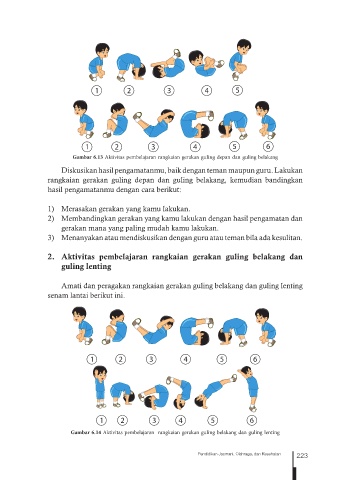 1 2 3 4 5
1 2 3 4 5 6
Gambar 6.13 Aktivitas pembelajaran rangkaian gerakan guling depan dan guling belakang
Diskusikan hasil pengamatanmu, baik dengan teman maupun guru. Lakukan
rangkaian gerakan guling depan dan guling belakang, kemudian bandingkan
hasil pengamatanmu dengan cara berikut:
1) Merasakan gerakan yang kamu lakukan.
2) Membandingkan gerakan yang kamu lakukan dengan hasil pengamatan dan
gerakan mana yang paling mudah kamu lakukan.
3) Menanyakan atau mendiskusikan dengan guru atau teman bila ada kesulitan.
2. Aktivitas pembelajaran rangkaian gerakan guling belakang dan
guling lenting
Amati dan peragakan rangkaian gerakan guling belakang dan guling lenting
senam lantai berikut ini.
1 2 3 4 5 6
1 2 3 4 5 6
Gambar 6.14 Aktivitas pembelajaran rangkaian gerakan guling belakang dan guling lenting
Pendidikan Jasmani, Olahraga, dan Kesehatan 223